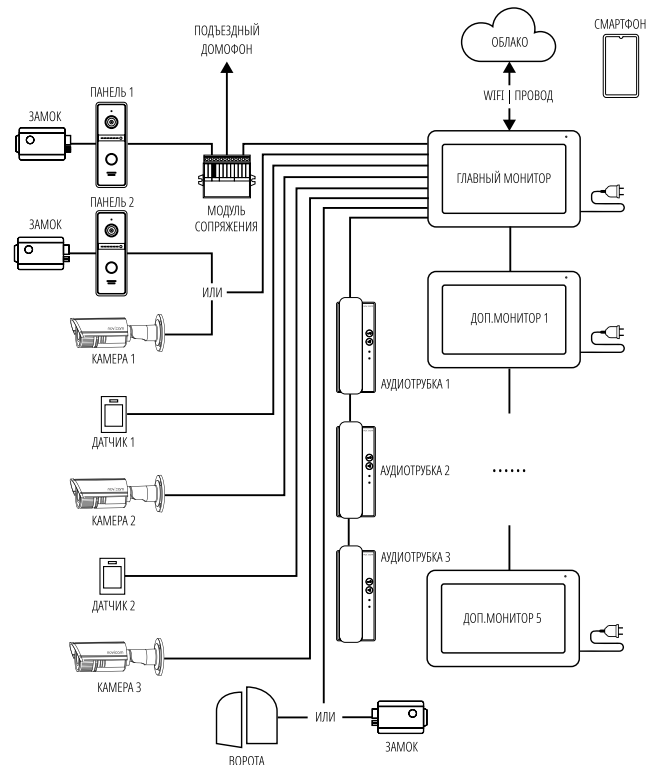 ПОДЪЕЗДНЫЙ
ДОМОФОН
ОБЛАКО
СМАРТФОН
WIFI | ПРОВОД
ПАНЕЛЬ 1
ЗАМОК
ГЛАВНЫЙ МОНИТОР
МОДУЛЬ
СОПРЯЖЕНИЯ
ПАНЕЛЬ 2
ЗАМОК
ИЛИ
КАМЕРА 1
ДОП.МОНИТОР 1
АУДИОТРУБКА 1
ДАТЧИК 1
АУДИОТРУБКА 2
......
КАМЕРА 2
АУДИОТРУБКА 3
ДАТЧИК 2
ДОП.МОНИТОР 5
novicam
КАМЕРА 3
ИЛИ
ЗАМОК
ВОРОТА